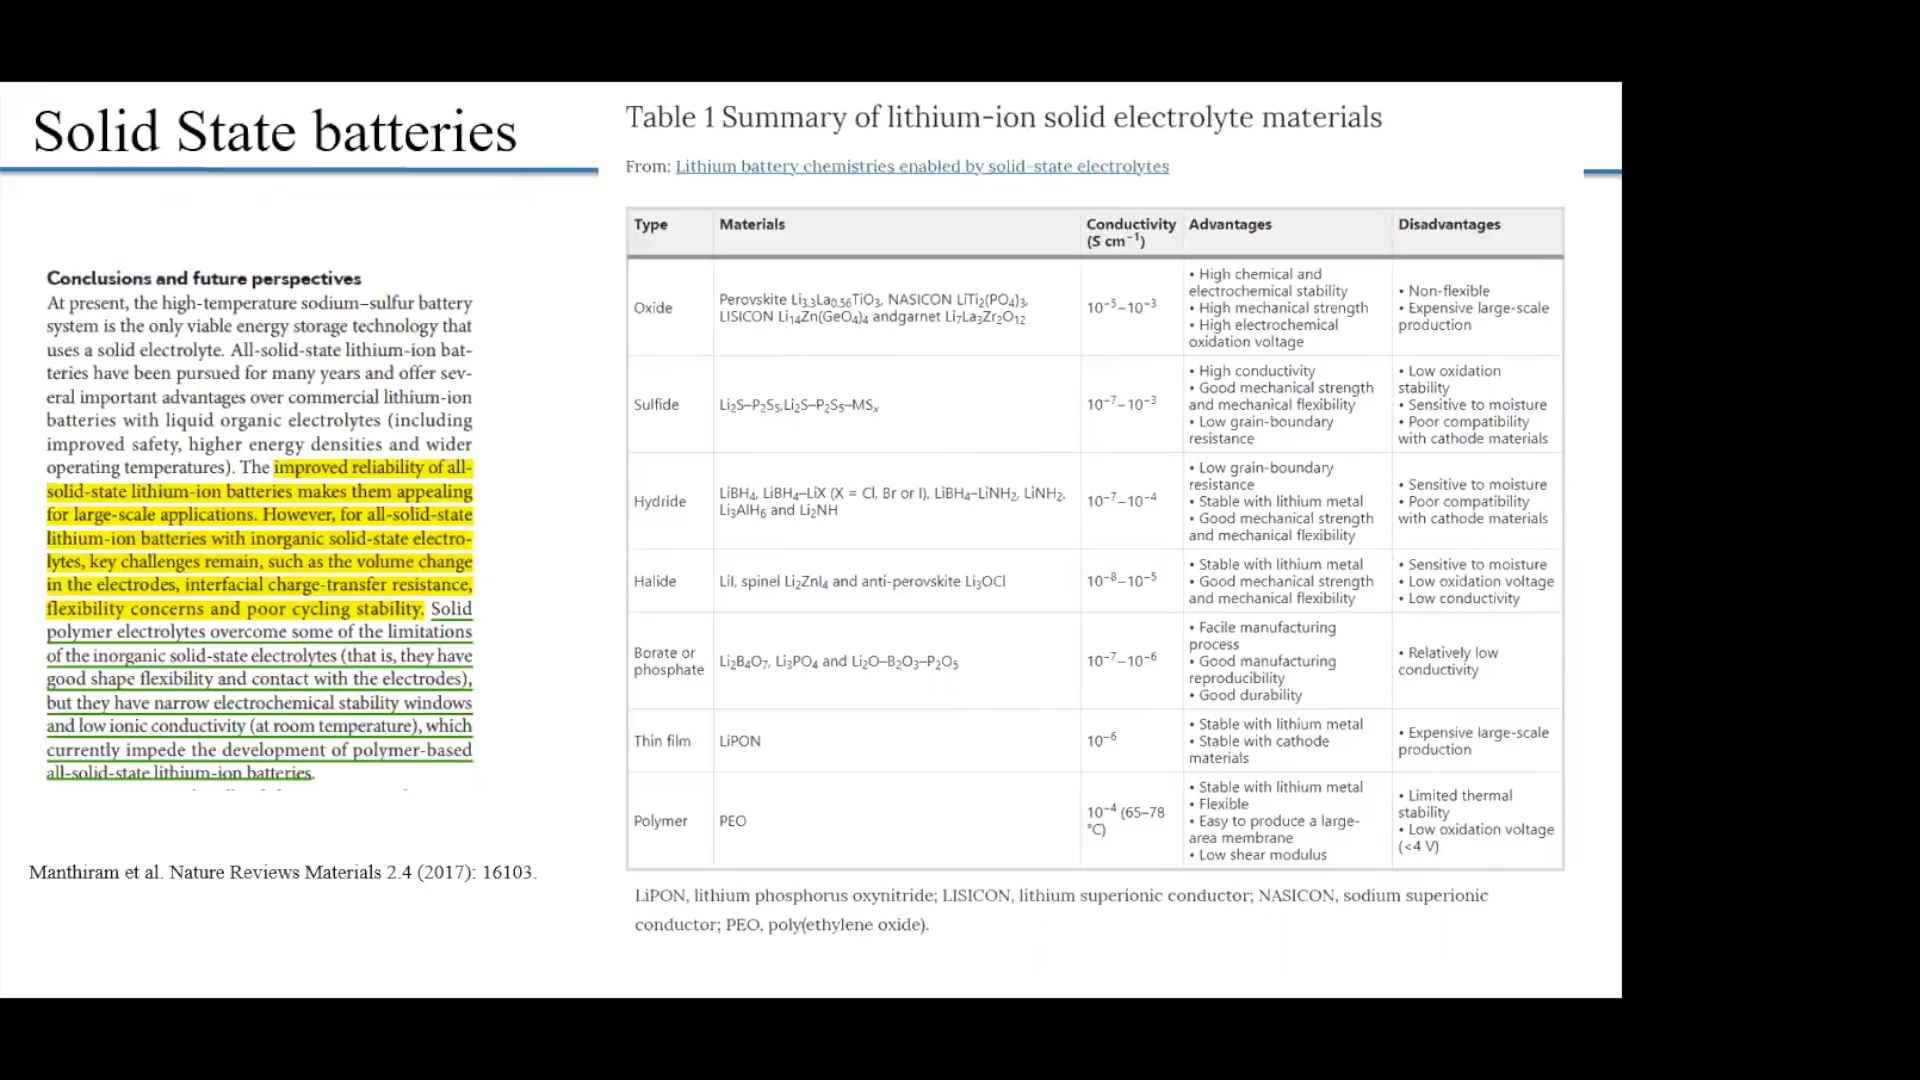 Solid State batteries
Conclusions and future perspectives
At present, the high-temperature sodium–sulfur battery
system is the only viable energy storage technology that
uses a solid electrolyte. All-solid-state lithium-ion bat-
teries have been pursued for many years and offer sev-
eral important advantages over commercial lithium-ion
batteries with liquid organic electrolytes (including
improved safety, higher energy densities and wider
operating temperatures). The improved reliability of all-
solid-state lithium-ion batteries makes them appealing
for large-scale applications. However, for all-solid-state
lithium-ion batteries with inorganic solid-state electro-
lytes, key challenges remain, such as the volume change
in the electrodes, interfacial charge-transfer resistance,
flexibility concerns and poor cycling stability. Solid
polymer electrolytes overcome some of the limitations
of the inorganic solid-state electrolytes (that is, they have
good shape flexibility and contact with the electrodes),
but they have narrow electrochemical stability windows
and low ionic conductivity (at room temperature), which
currently impede the development of polymer-based
all-solid-state lithium-ion batteries.
Manthiram et al. Nature Reviews Materials 2.4 (2017): 16103.
Table 1 Summary of lithium-ion solid electrolyte materials
From: Lithium battery chemistries enabled by solid-state electrolytes
Type
Materials
Conductivity
(S cm⁻¹)
Advantages
Disadvantages
Oxide
Perovskite Li₃.₃La₀.₅₆TiO₃, NASICON LiTi₂(PO₄)₃,
LISICON Li₁₄Zn(GeO₄)₄ andgarnet Li₇La₃Zr₂O₁₂
10⁻⁵–10⁻³
• High chemical and
electrochemical stability
• High mechanical strength
• High electrochemical
oxidation voltage
• Non-flexible
• Expensive large-scale
production
Sulfide
Li₂S–P₂S₅,Li₂S–P₂S₅–MSₓ
10⁻⁷–10⁻³
• High conductivity
• Good mechanical strength
and mechanical flexibility
• Low grain-boundary
resistance
• Low oxidation
stability
• Sensitive to moisture
• Poor compatibility
with cathode materials
Hydride
LiBH₄, LiBH₄–LiX (X = Cl, Br or I), LiBH₄–LiNH₂, LiNH₂,
Li₃AlH₆ and Li₂NH
10⁻⁷–10⁻⁴
• Low grain-boundary
resistance
• Stable with lithium metal
• Good mechanical strength
and mechanical flexibility
• Sensitive to moisture
• Poor compatibility
with cathode materials
Halide
LiI, spinel Li₂ZnI₄ and anti-perovskite Li₃OCl
10⁻⁸–10⁻⁵
• Stable with lithium metal
• Good mechanical strength
and mechanical flexibility
• Sensitive to moisture
• Low oxidation voltage
• Low conductivity
Borate or
phosphate
Li₂B₄O₇, Li₃PO₄ and Li₂O–B₂O₃–P₂O₅
10⁻⁷–10⁻⁶
• Facile manufacturing
process
• Good manufacturing
reproducibility
• Good durability
• Relatively low
conductivity
Thin film
LiPON
10⁻⁶
• Stable with lithium metal
• Stable with cathode
materials
• Expensive large-scale
production
Polymer
PEO
10⁻⁴ (65–78
°C)
• Stable with lithium metal
• Flexible
• Easy to produce a large-
area membrane
• Low shear modulus
• Limited thermal
stability
• Low oxidation voltage
(<4 V)
LiPON, lithium phosphorus oxynitride; LISICON, lithium superionic conductor; NASICON, sodium superionic
conductor; PEO, poly(ethylene oxide).